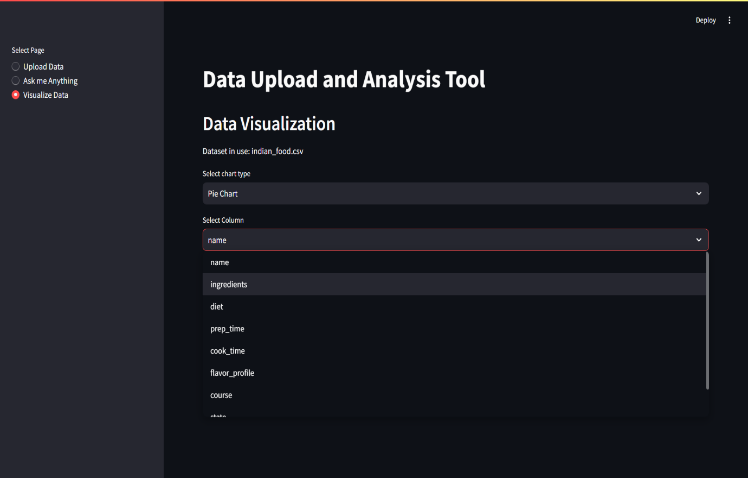 Deploy
Select Page
Upload Data
Ask me Anything
Visualize Data
Data Upload and Analysis Tool
Data Visualization
Dataset in use: indian_food.csv
Select chart type
Pie Chart
Select Column
name
name
ingredients
diet
prep_time
cook_time
flavor_profile
course
state